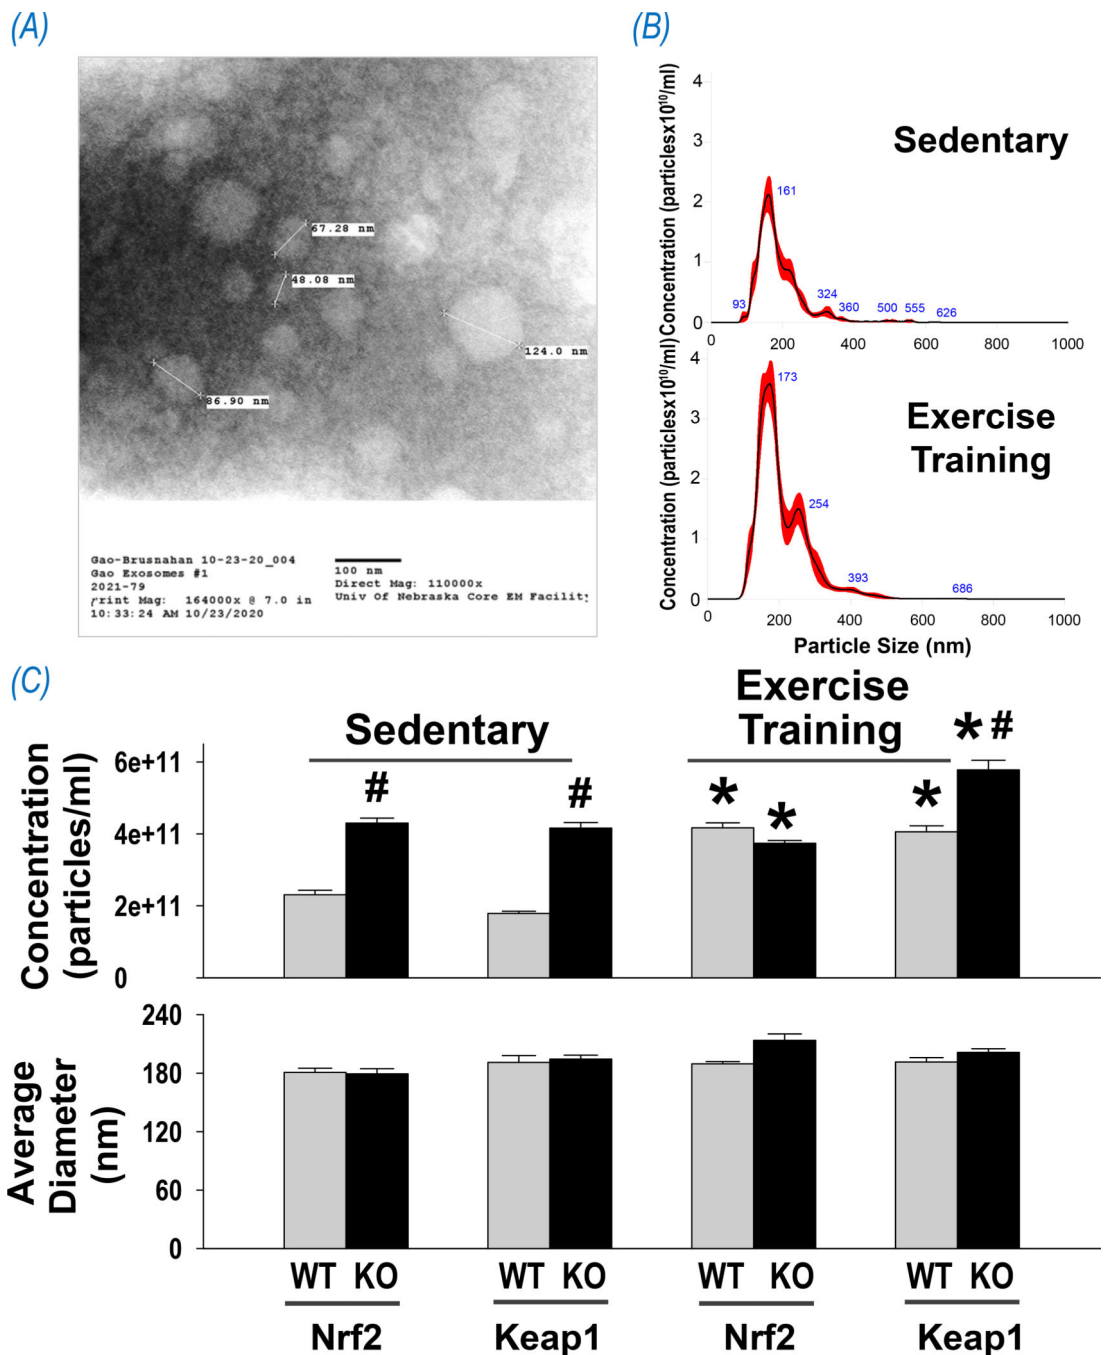 (A)
67.28 nm
48.08 nm
124.0 nm
86.90 nm
Gao-Brusnahan 10-23-20_004
Gao Exosomes #1
2021-79
Print Mag: 164000x @ 7.0 in
10:33:24 AM 10/23/2020
100 nm
Direct Mag: 110000x
Univ Of Nebraska Core EM Facility
(B)
Concentration (particlesx10¹⁰/ml)
4
3
2
1
0
Sedentary
93
161
324
360
500
555
626
0 200 400 600 800 1000
Concentration (particlesx10¹⁰/ml)
4
3
2
1
0
Exercise
Training
173
254
393
686
0 200 400 600 800 1000
Particle Size (nm)
(C)
Sedentary
Exercise
Training
Concentration
(particles/ml)
6e+11
4e+11
2e+11
0
# # * * * * #
Average
Diameter
(nm)
240
180
120
60
0
WT KO WT KO WT KO WT KO
Nrf2 Keap1 Nrf2 Keap1